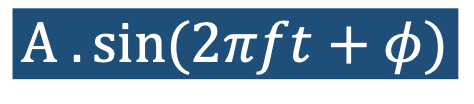 A . sin(2πft + ϕ)